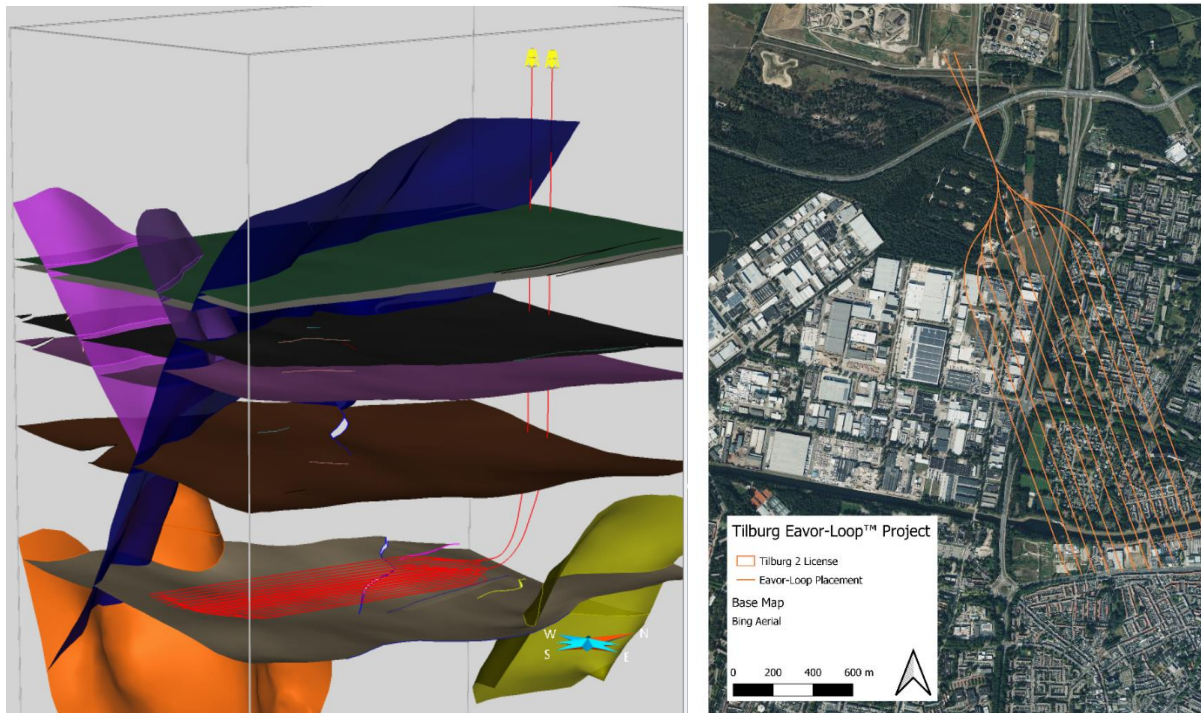 W
N
S
E
Tilburg Eavor-Loop™ Project
Tilburg 2 License
Eavor-Loop Placement
Base Map
Bing Aerial
0 200 400 600 m